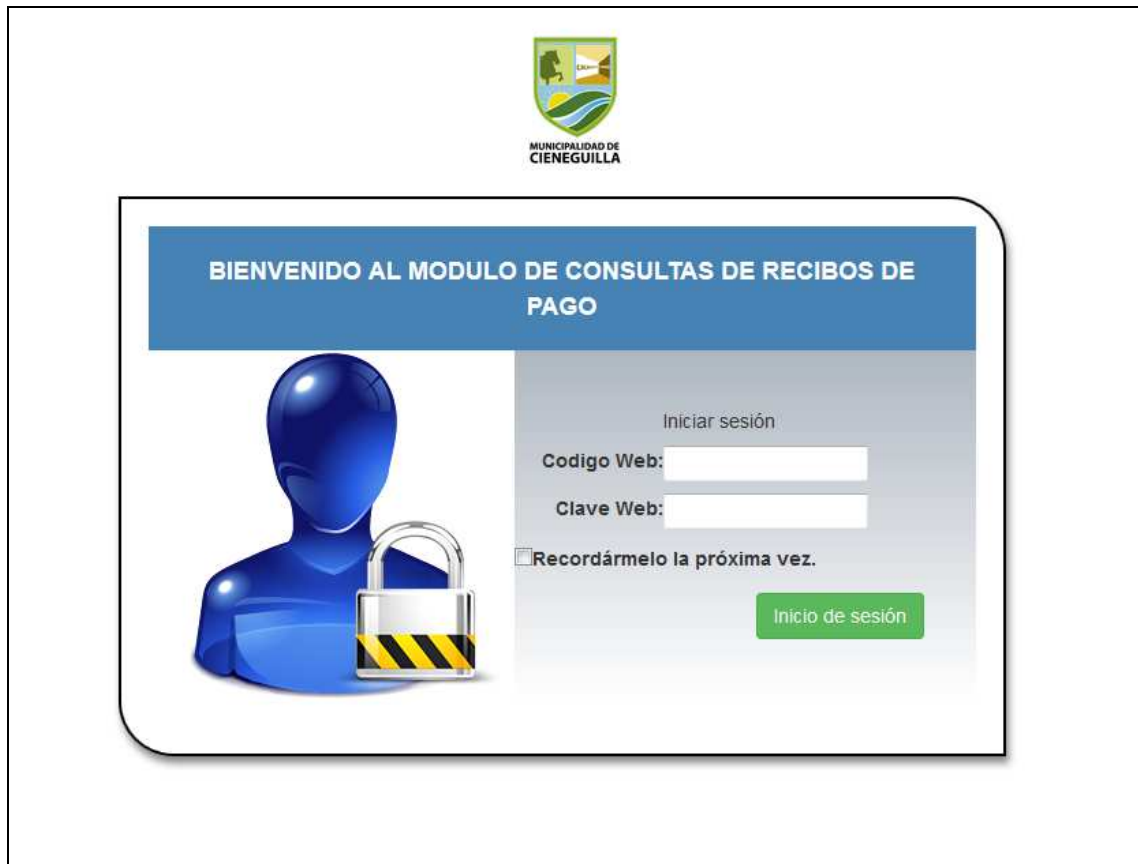 MUNICIPALIDAD DE
CIENEGUILLA
BIENVENIDO AL MODULO DE CONSULTAS DE RECIBOS DE
PAGO
Iniciar sesión
Codigo Web:
Clave Web:
Recordármelo la próxima vez.
Inicio de sesión